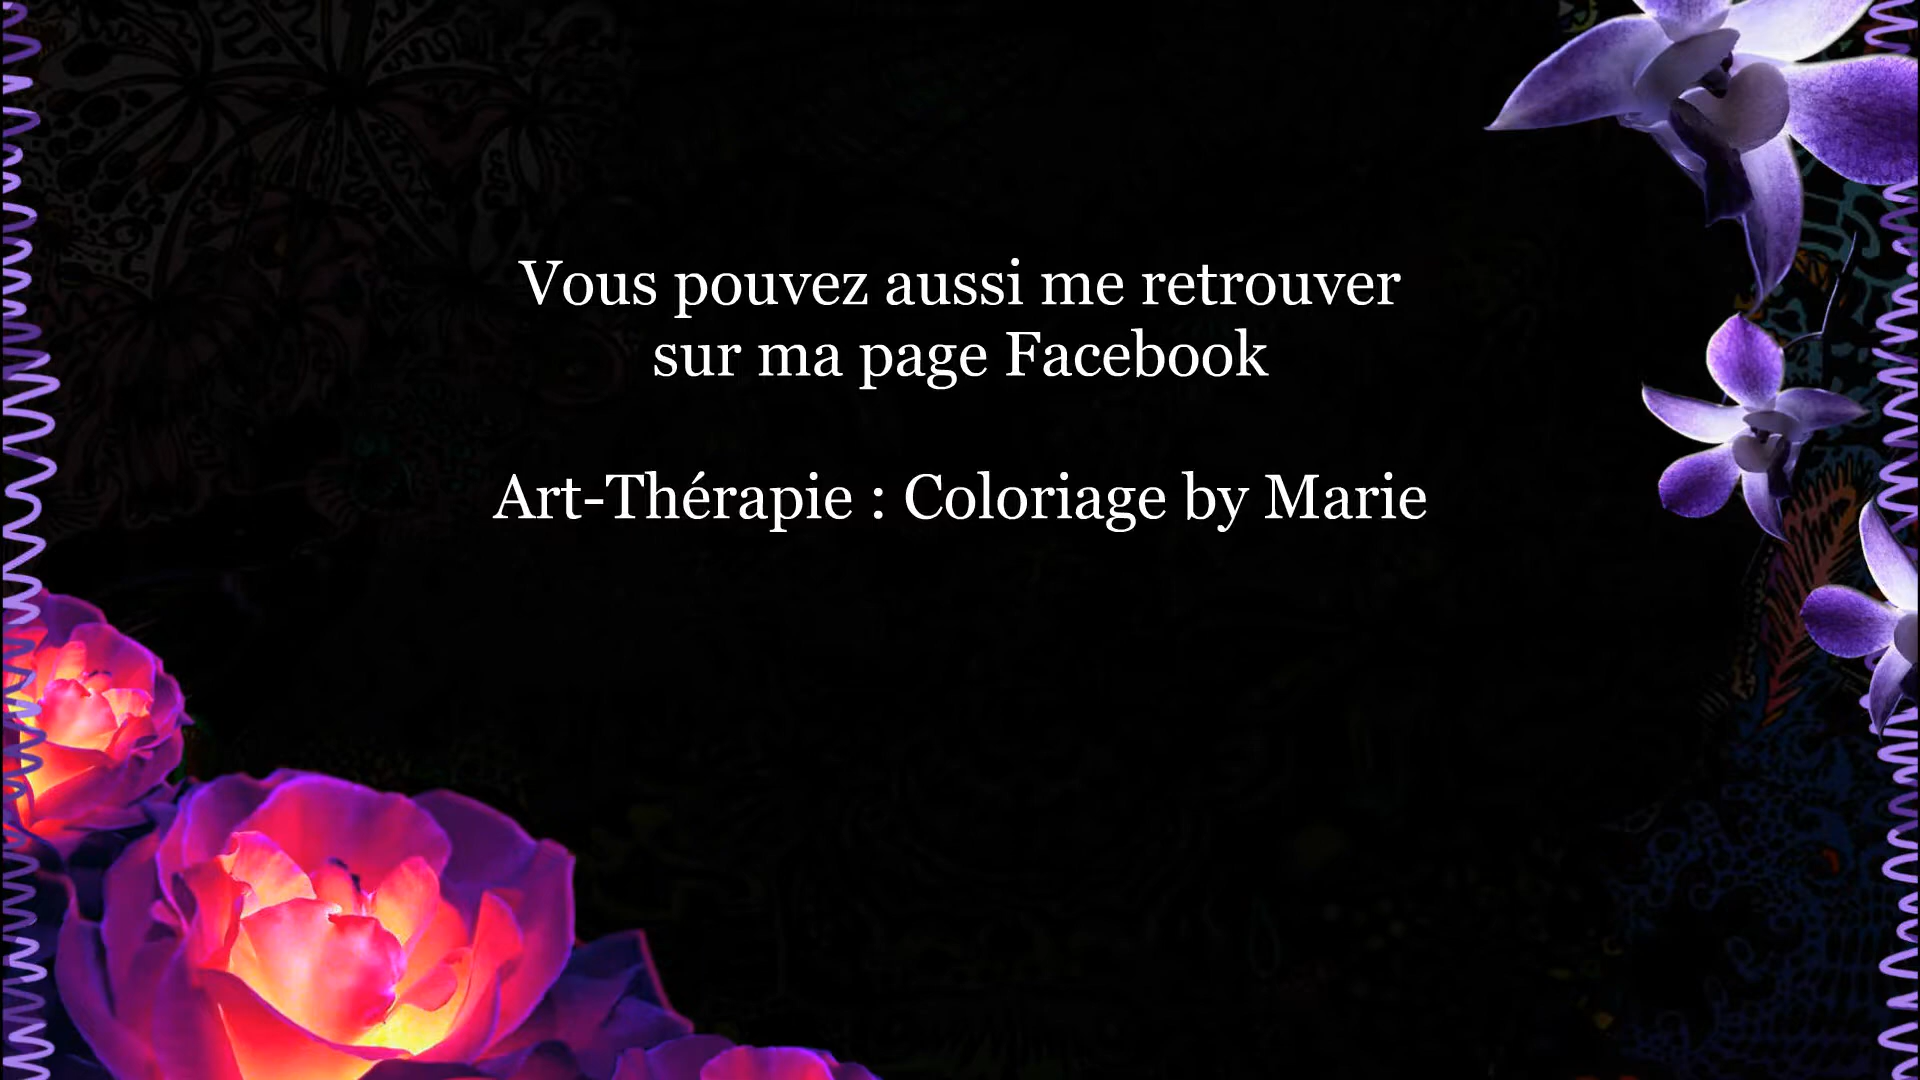 Vous pouvez aussi me retrouver
sur ma page Facebook
Art-Thérapie : Coloriage by Marie